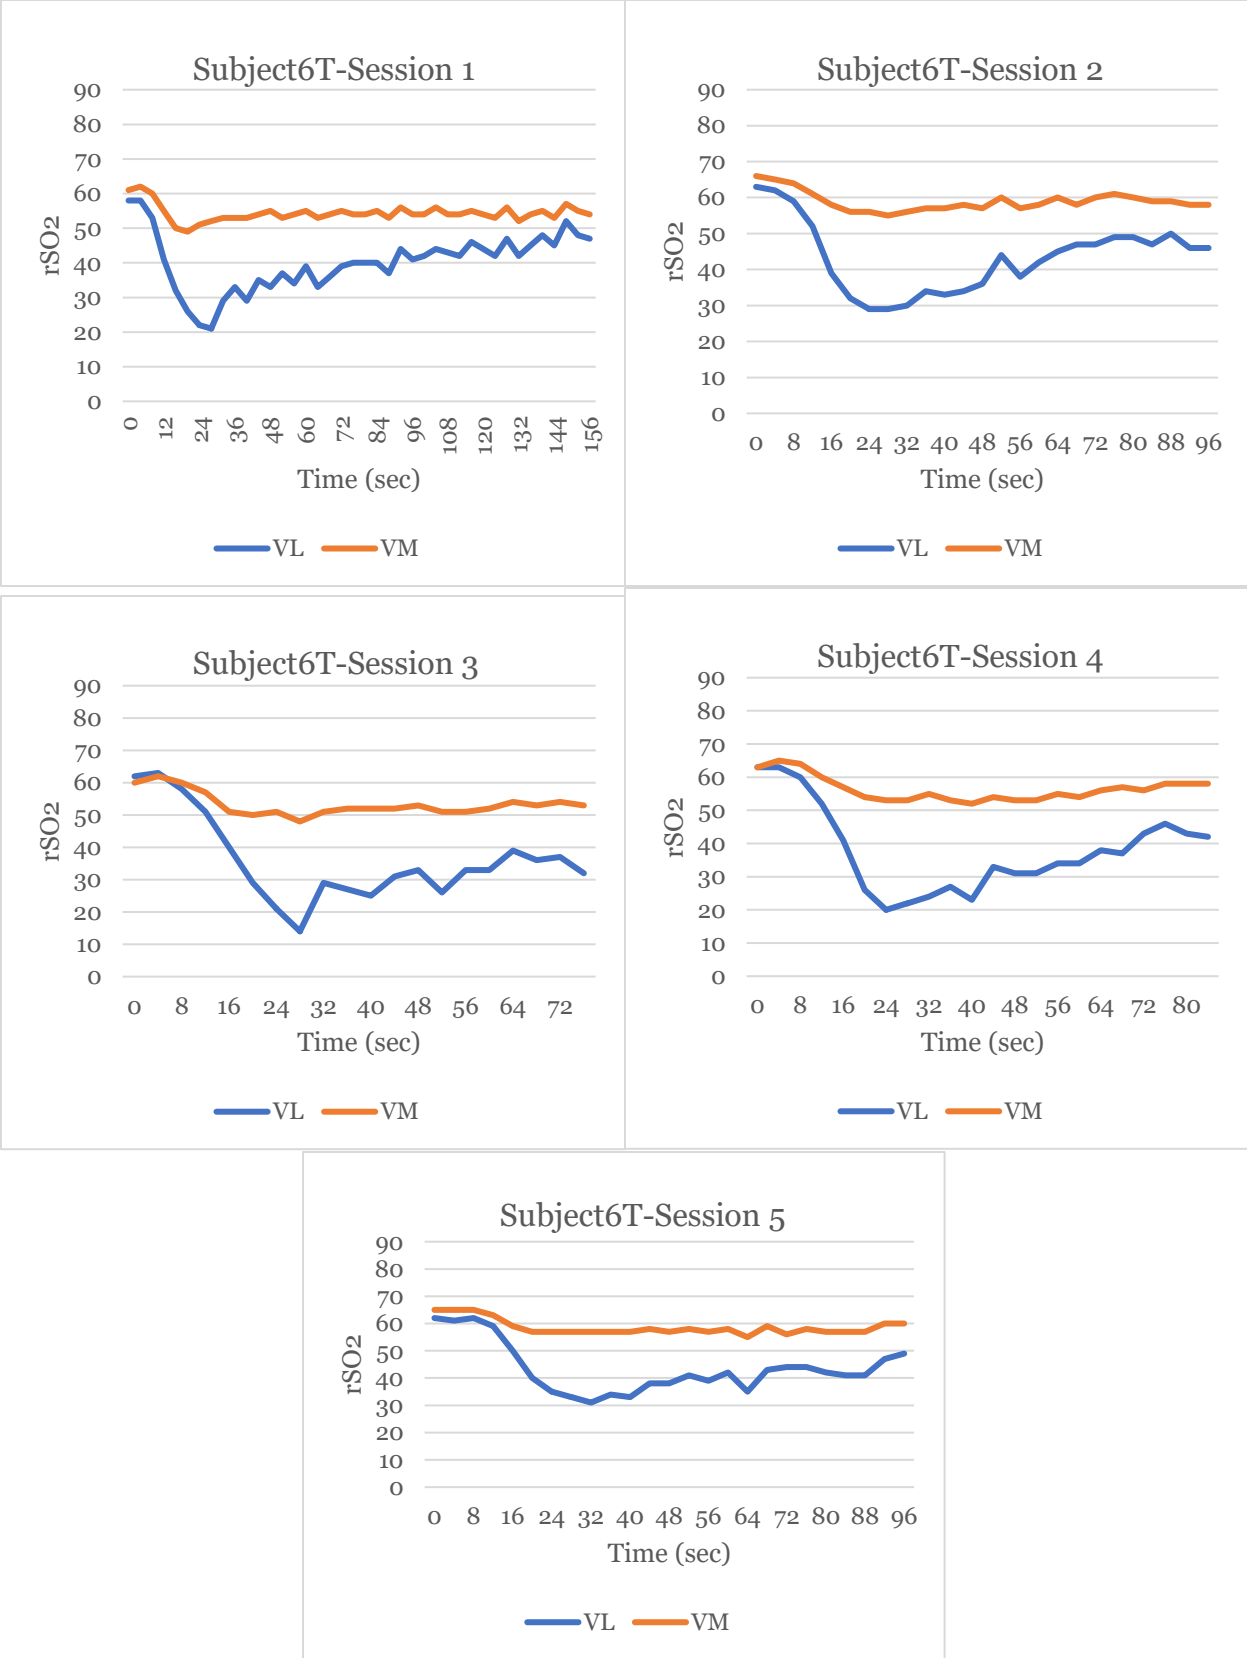 Subject6T-Session 1
90
80
70
60
50
40
30
20
10
0
rSO2
0 12 24 36 48 60 72 84 96 108 120 132 144 156
Time (sec)
VL VM
Subject6T-Session 2
90
80
70
60
50
40
30
20
10
0
rSO2
0 8 16 24 32 40 48 56 64 72 80 88 96
Time (sec)
VL VM
Subject6T-Session 3
90
80
70
60
50
40
30
20
10
0
rSO2
0 8 16 24 32 40 48 56 64 72
Time (sec)
VL VM
Subject6T-Session 4
90
80
70
60
50
40
30
20
10
0
rSO2
0 8 16 24 32 40 48 56 64 72 80
Time (sec)
VL VM
Subject6T-Session 5
90
80
70
60
50
40
30
20
10
0
rSO2
0 8 16 24 32 40 48 56 64 72 80 88 96
Time (sec)
VL VM